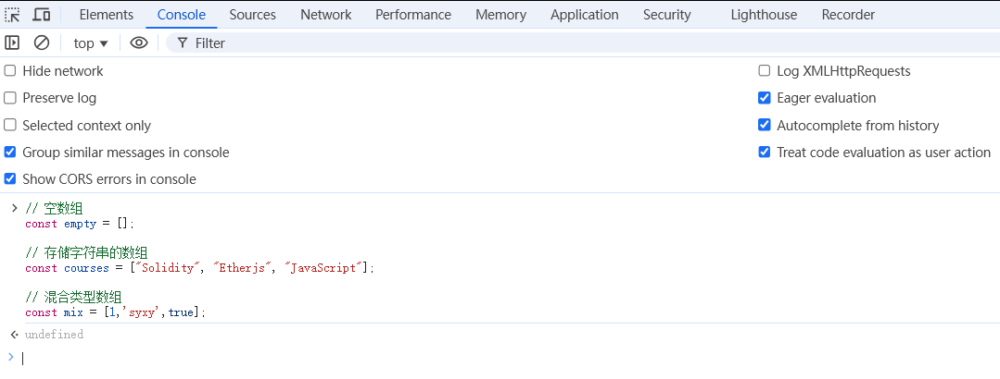 Elements Console Sources Network Performance Memory Application Security Lighthouse Recorder
top Filter
Hide network Log XMLHttpRequests
Preserve log Eager evaluation
Selected context only Autocomplete from history
Group similar messages in console Treat code evaluation as user action
Show CORS errors in console
// 空数组
const empty = [];
// 存储字符串的数组
const courses = ["Solidity", "Etherjs", "JavaScript"];
// 混合类型数组
const mix = [1,'syxy',true];
undefined